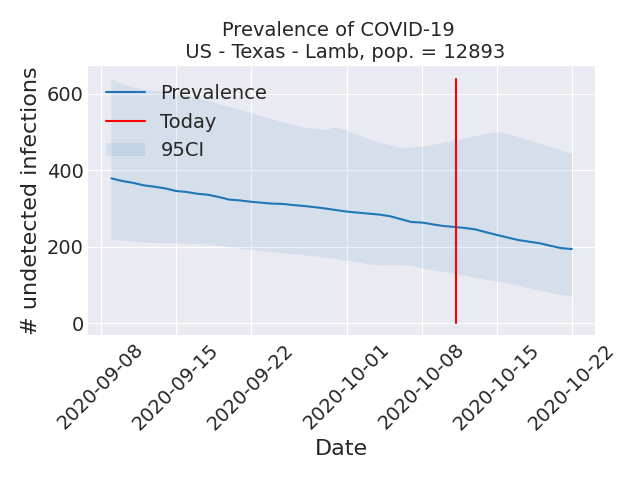 Prevalence of COVID-19
US - Texas - Lamb, pop. = 12893
# undetected infections
600
400
200
0
Prevalence
Today
95CI
2020-09-08
2020-09-15
2020-09-22
2020-10-01
2020-10-08
2020-10-15
2020-10-22
Date